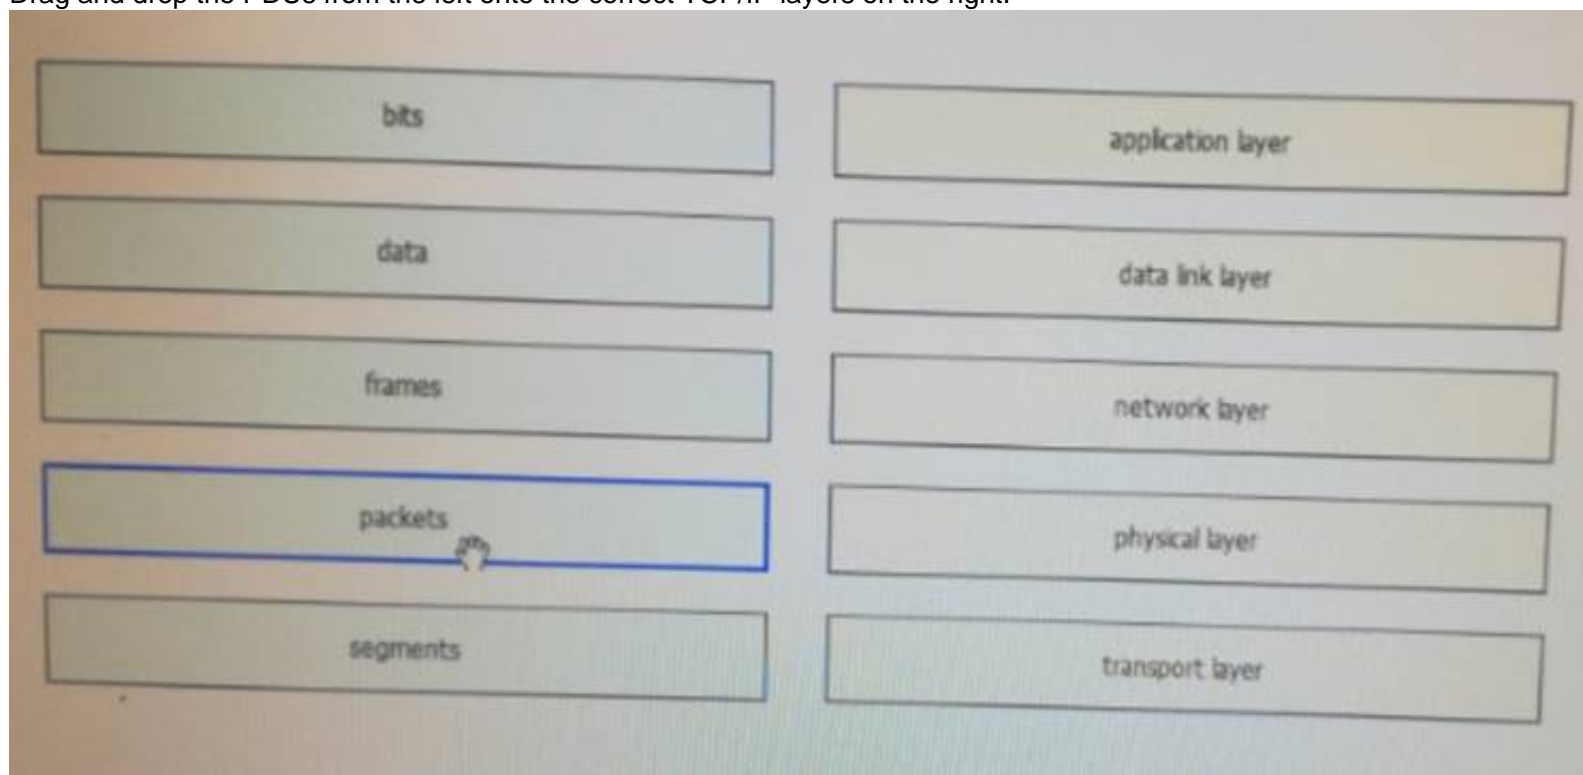 Drag and drop the PDUs from the left onto the correct TCP/IP layers on the right.
bits
data
frames
packets
segments
application layer
data link layer
network layer
physical layer
transport layer